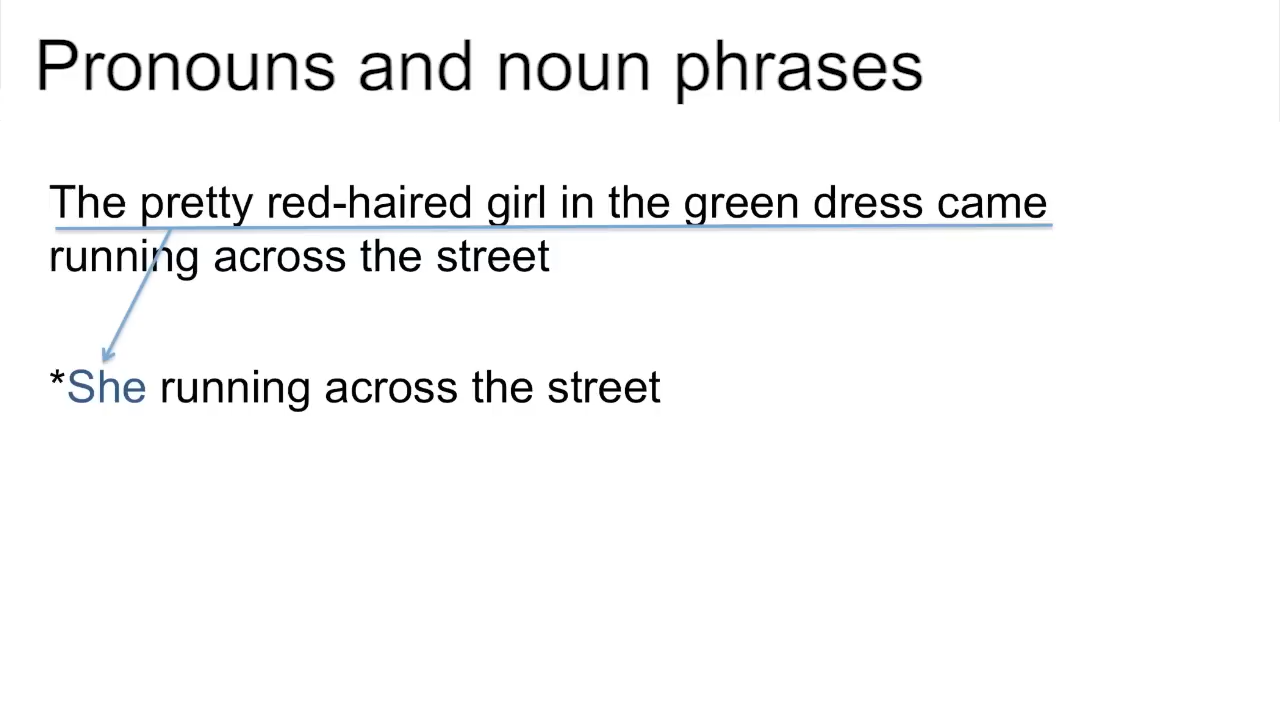 Pronouns and noun phrases
The pretty red-haired girl in the green dress came
running across the street
*She running across the street